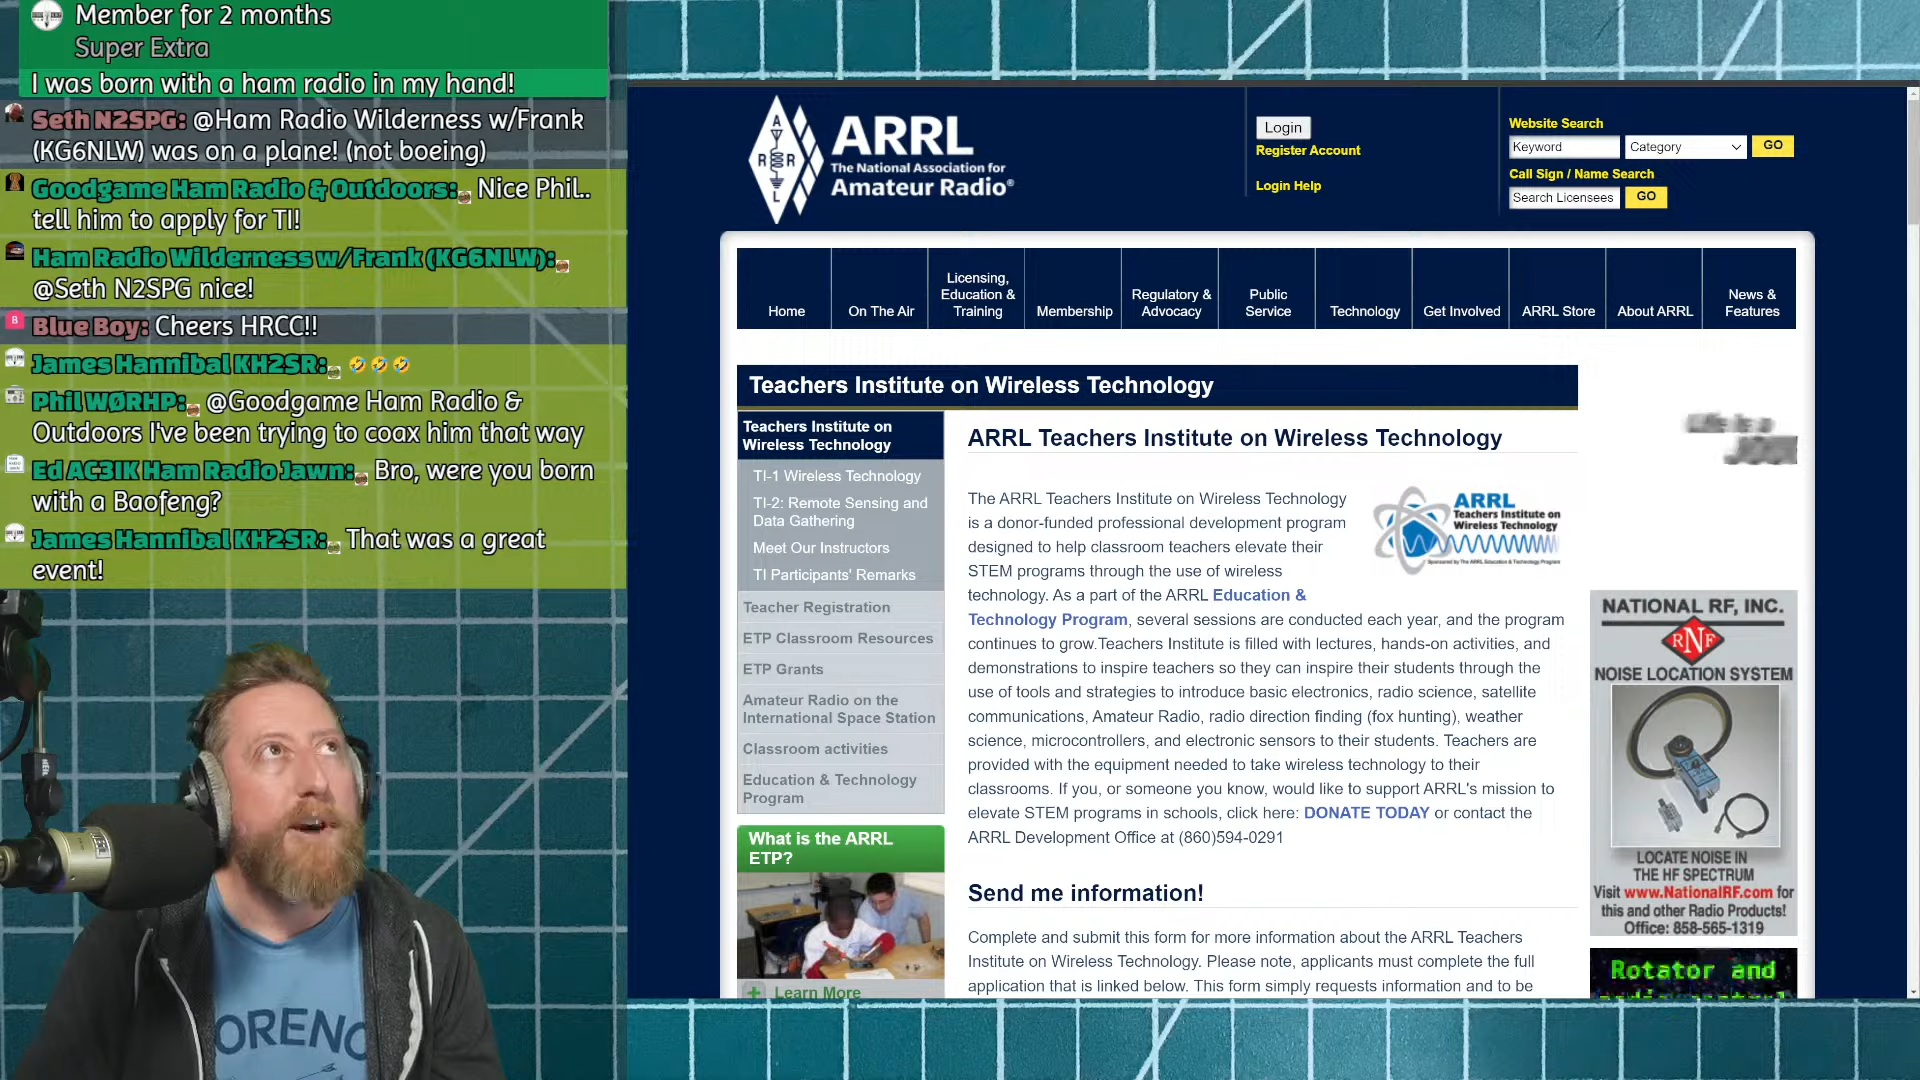 Member for 2 months
Super Extra
I was born with a ham radio in my hand!
Seth N2SPG: @Ham Radio Wilderness w/Frank
(KG6NLW) was on a plane! (not boeing)
Goodgame Ham Radio & Outdoors: Nice Phil..
tell him to apply for TI!
Ham Radio Wilderness w/Frank (KG6NLW):
@Seth N2SPG nice!
B
Blue Boy: Cheers HRCC!!
James Hannibal KH2SR: 🤣🤣🤣
Phil WØRHP: @Goodgame Ham Radio &
Outdoors I've been trying to coax him that way
Ed AC3IK Ham Radio Jawn: Bro, were you born
with a Baofeng?
James Hannibal KH2SR: That was a great
event!
ORENC
A
R R
L
ARRL
The National Association for
Amateur Radio®
Login
Register Account
Login Help
Website Search
Keyword
Category
GO
Call Sign / Name Search
Search Licensees
GO
Home
On The Air
Licensing,
Education &
Training
Membership
Regulatory &
Advocacy
Public
Service
Technology
Get Involved
ARRL Store
About ARRL
News &
Features
Teachers Institute on Wireless Technology
Teachers Institute on
Wireless Technology
TI-1 Wireless Technology
TI-2: Remote Sensing and
Data Gathering
Meet Our Instructors
TI Participants' Remarks
Teacher Registration
ETP Classroom Resources
ETP Grants
Amateur Radio on the
International Space Station
Classroom activities
Education & Technology
Program
What is the ARRL
ETP?
Learn More
ARRL Teachers Institute on Wireless Technology
The ARRL Teachers Institute on Wireless Technology
is a donor-funded professional development program
designed to help classroom teachers elevate their
STEM programs through the use of wireless
technology. As a part of the ARRL Education &
Technology Program, several sessions are conducted each year, and the program
continues to grow.Teachers Institute is filled with lectures, hands-on activities, and
demonstrations to inspire teachers so they can inspire their students through the
use of tools and strategies to introduce basic electronics, radio science, satellite
communications, Amateur Radio, radio direction finding (fox hunting), weather
science, microcontrollers, and electronic sensors to their students. Teachers are
provided with the equipment needed to take wireless technology to their
classrooms. If you, or someone you know, would like to support ARRL's mission to
elevate STEM programs in schools, click here: DONATE TODAY or contact the
ARRL Development Office at (860)594-0291
ARRL
Teachers Institute on
Wireless Technology
Sponsored by The ARRL Education & Technology Program
Send me information!
Complete and submit this form for more information about the ARRL Teachers
Institute on Wireless Technology. Please note, applicants must complete the full
application that is linked below. This form simply requests information and to be
NATIONAL RF, INC.
RNF
NOISE LOCATION SYSTEM
LOCATE NOISE IN
THE HF SPECTRUM
Visit www.NationalRF.com for
this and other Radio Products!
Office: 858-565-1319
Rotator and